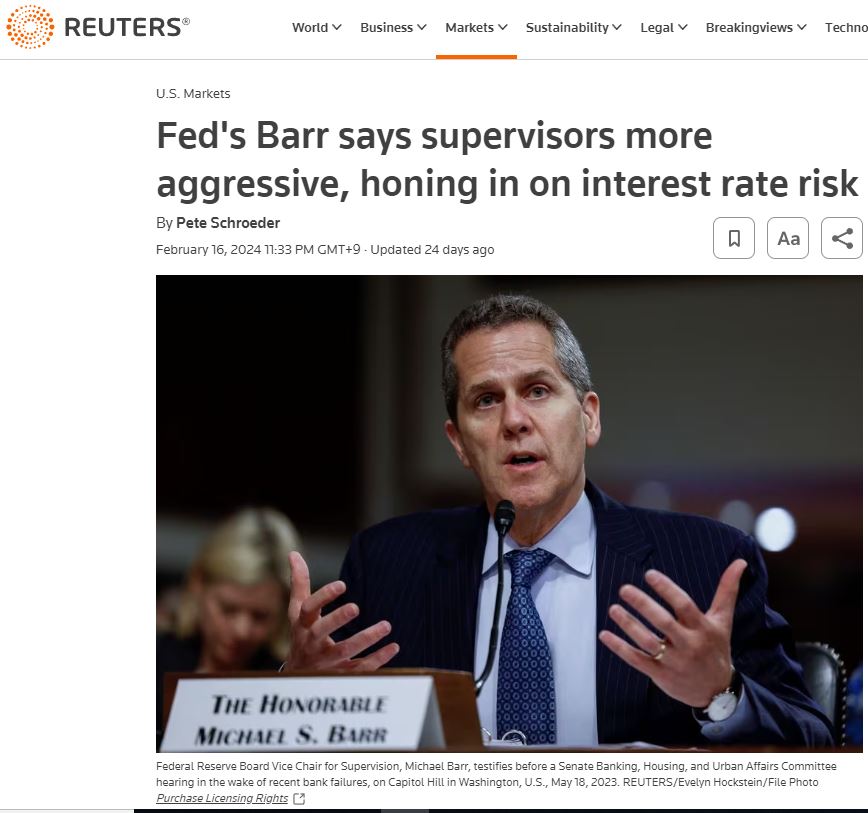 REUTERS®
World Business Markets Sustainability Legal Breakingviews Techno
U.S. Markets
Fed's Barr says supervisors more
aggressive, honing in on interest rate risk
By Pete Schroeder
February 16, 2024 11:33 PM GMT+9 · Updated 24 days ago
Aa
THE HONORABLE
MICHAEL S. BARR
Federal Reserve Board Vice Chair for Supervision, Michael Barr, testifies before a Senate Banking, Housing, and Urban Affairs Committee
hearing in the wake of recent bank failures, on Capitol Hill in Washington, U.S., May 18, 2023. REUTERS/Evelyn Hockstein/File Photo
Purchase Licensing Rights